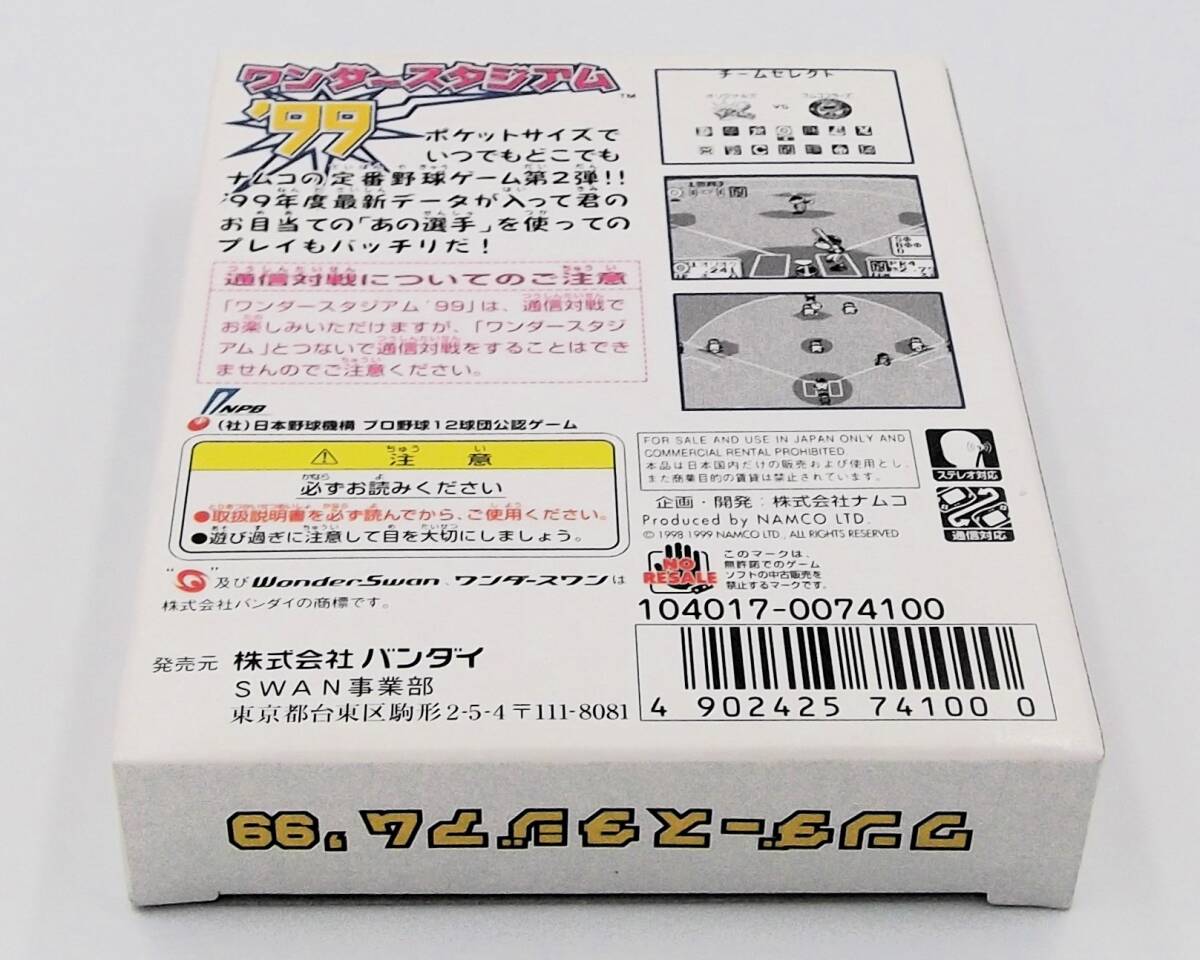 ワンダースタジアム
'99
TM
ポケットサイズで
いつでもどこでも
ナムコの定番野球ゲーム第2弾!!
'99年度最新データが入って君の
お目当ての「あの選手」を使っての
プレイもバッチリだ!
通信対戦についてのご注意
「ワンダースタジアム'99」は、通信対戦で
お楽しみいただけますが、「ワンダースタジ
アム」とつないで通信対戦をすることはでき
ませんのでご注意ください。
NPB
(社)日本野球機構 プロ野球12球団公認ゲーム
注意
必ずお読みください
●取扱説明書を必ず読んでから、ご使用ください。
●遊び過ぎに注意して目を大切にしましょう。
" "及びWonderSwan、ワンダースワンは
株式会社バンダイの商標です。
発売元 株式会社バンダイ
SWAN事業部
東京都台東区駒形2-5-4 〒111-8081
チームセレクト
VS
FOR SALE AND USE IN JAPAN ONLY AND
COMMERCIAL RENTAL PROHIBITED
本品は日本国内だけの販売および使用とし、
また商業目的の賃貸は禁止されています。
ステレオ対応
企画・開発:株式会社ナムコ
Produced by NAMCO LTD.
© 1998 1999 NAMCO LTD., ALL RIGHTS RESERVED
通信対応
NO
RESALE
このマークは、
無許諾でのゲーム
ソフトの中古販売を
禁止するマークです。
104017-0074100
4 902425 741000
ワンダースタジアム'99